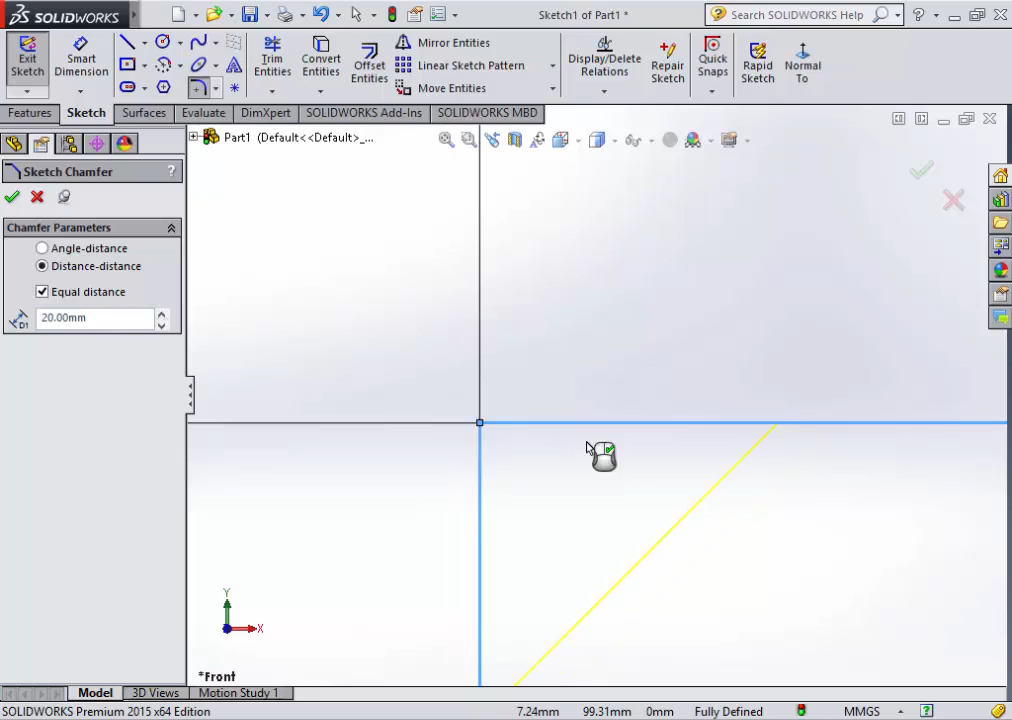 SOLIDWORKS
Sketch1 of Part1 *
Search SOLIDWORKS Help
Exit Sketch
Smart Dimension
Trim Entities
Convert Entities
Offset Entities
Mirror Entities
Linear Sketch Pattern
Move Entities
Display/Delete Relations
Repair Sketch
Quick Snaps
Rapid Sketch
Normal To
Features
Sketch
Surfaces
Evaluate
DimXpert
SOLIDWORKS Add-Ins
SOLIDWORKS MBD
Part1 (Default<<Default>_...
Sketch Chamfer
?
Chamfer Parameters
Angle-distance
Distance-distance
Equal distance
D1
20.00mm
Y
X
*Front
Model
3D Views
Motion Study 1
SOLIDWORKS Premium 2015 x64 Edition
7.24mm
99.31mm
0mm
Fully Defined
MMGS
?